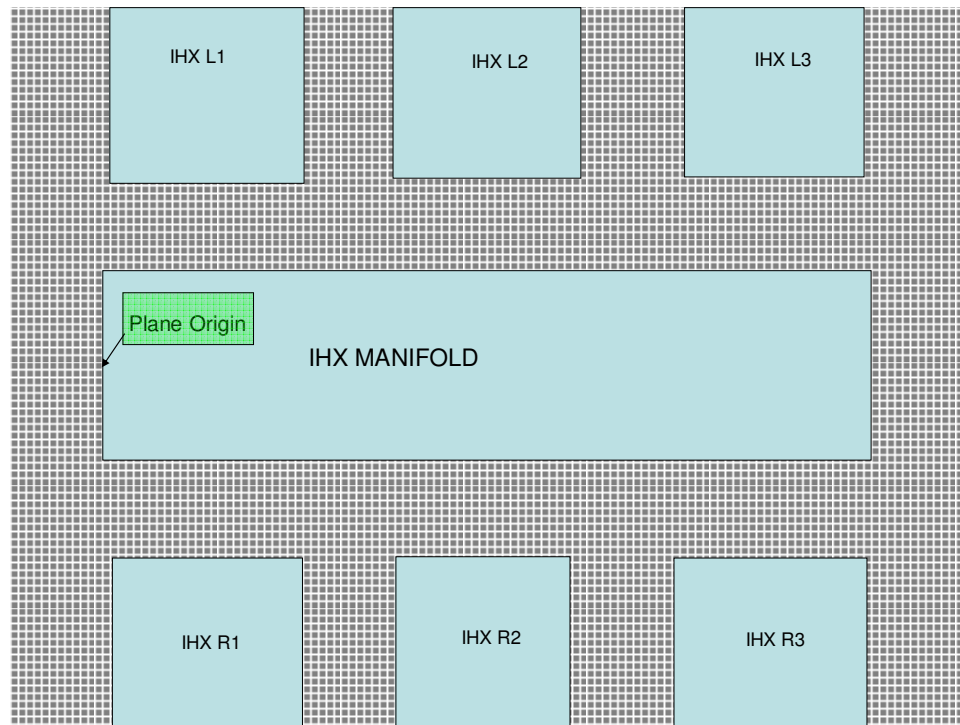 IHX L1
IHX L2
IHX L3
Plane Origin
IHX MANIFOLD
IHX R1
IHX R2
IHX R3